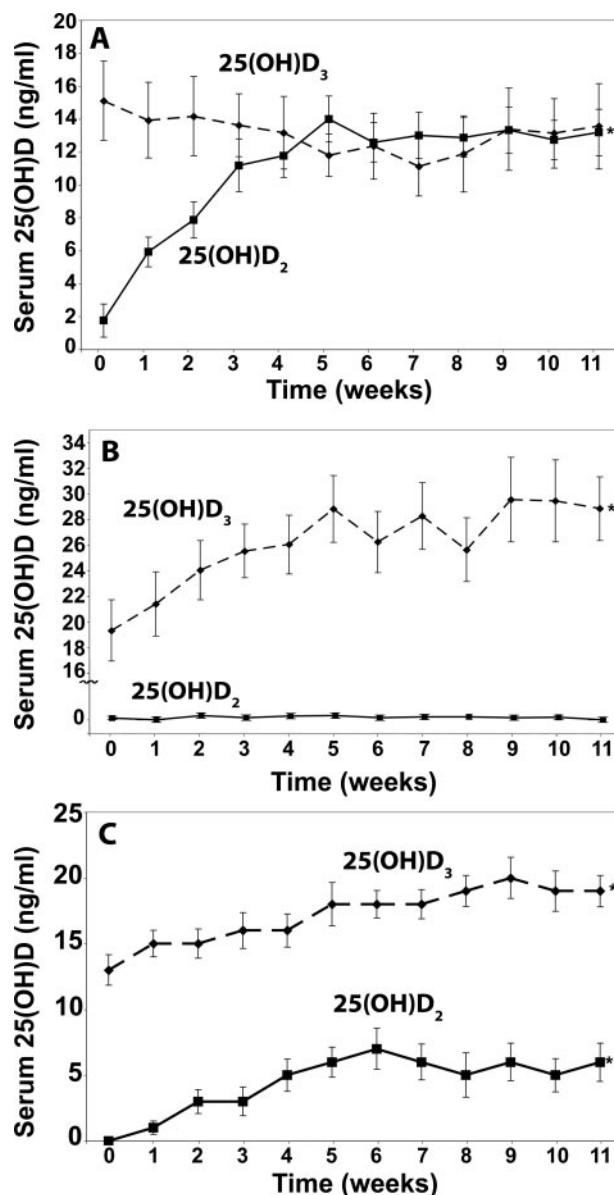 A
Serum 25(OH)D (ng/ml)
20
18
16
14
12
10
8
6
4
2
0
25(OH)D3
25(OH)D2
*
0 1 2 3 4 5 6 7 8 9 10 11
Time (weeks)
B
Serum 25(OH)D (ng/ml)
34
32
30
28
26
24
22
20
18
16
0
25(OH)D3
*
25(OH)D2
0 1 2 3 4 5 6 7 8 9 10 11
Time (weeks)
C
Serum 25(OH)D (ng/ml)
25
20
15
10
5
0
25(OH)D3
*
25(OH)D2
*
0 1 2 3 4 5 6 7 8 9 10 11
Time (weeks)